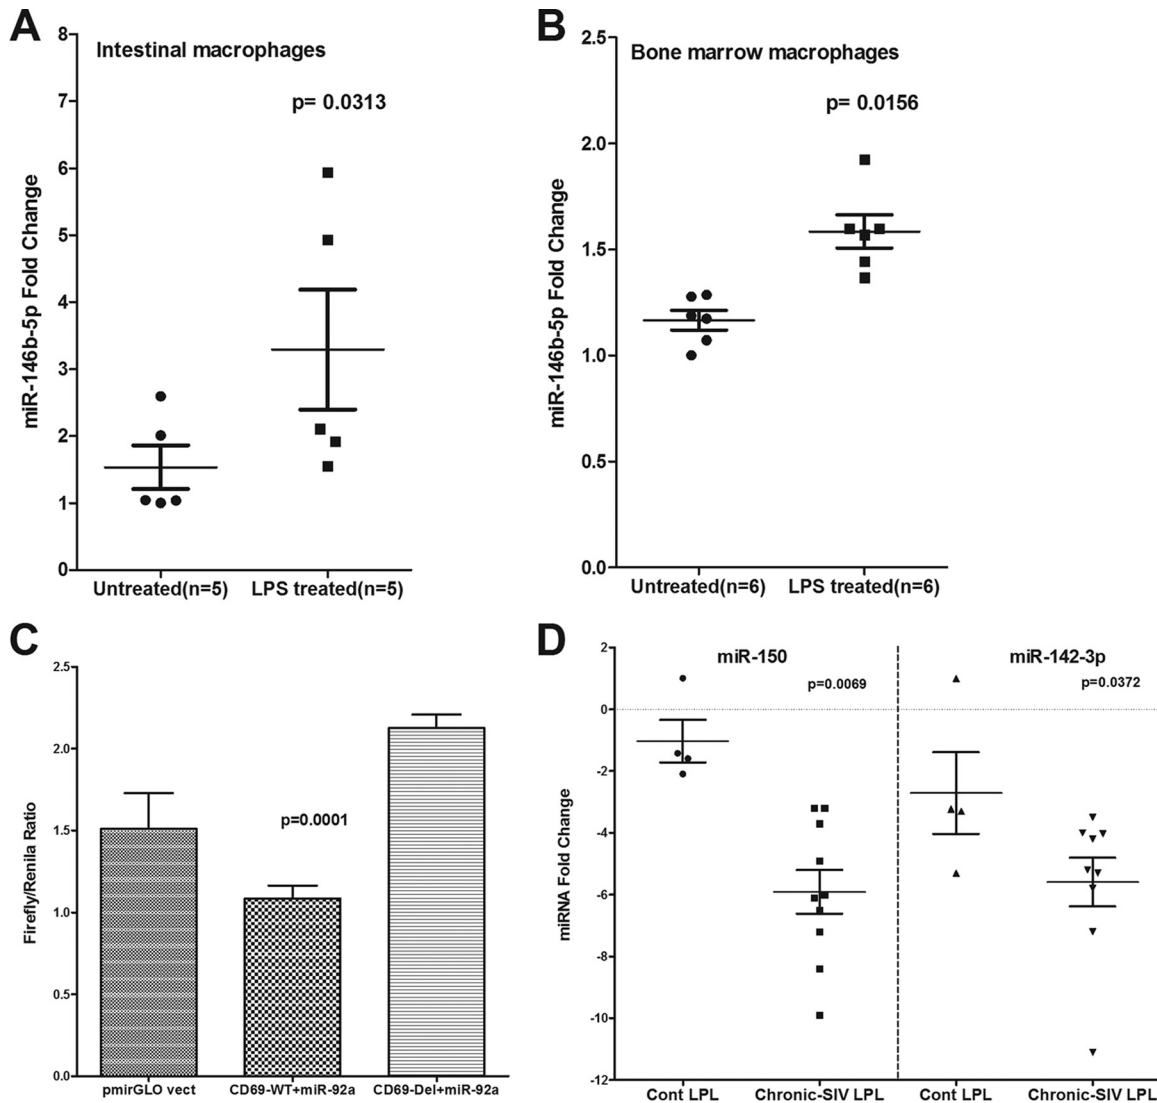 A
Intestinal macrophages
p= 0.0313
miR-146b-5p Fold Change
8
7
6
5
4
3
2
1
0
Untreated(n=5)
LPS treated(n=5)
B
Bone marrow macrophages
p= 0.0156
miR-146b-5p Fold Change
2.5
2.0
1.5
1.0
0.5
0.0
Untreated(n=6)
LPS treated(n=6)
C
Firefly/Renila Ratio
2.5
2.0
1.5
1.0
0.5
0.0
p=0.0001
pmirGLO vect
CD69-WT+miR-92a
CD69-Del+miR-92a
D
miR-150
miR-142-3p
p=0.0069
p=0.0372
miRNA Fold Change
2
0
-2
-4
-6
-8
-10
-12
Cont LPL
Chronic-SIV LPL
Cont LPL
Chronic-SIV LPL